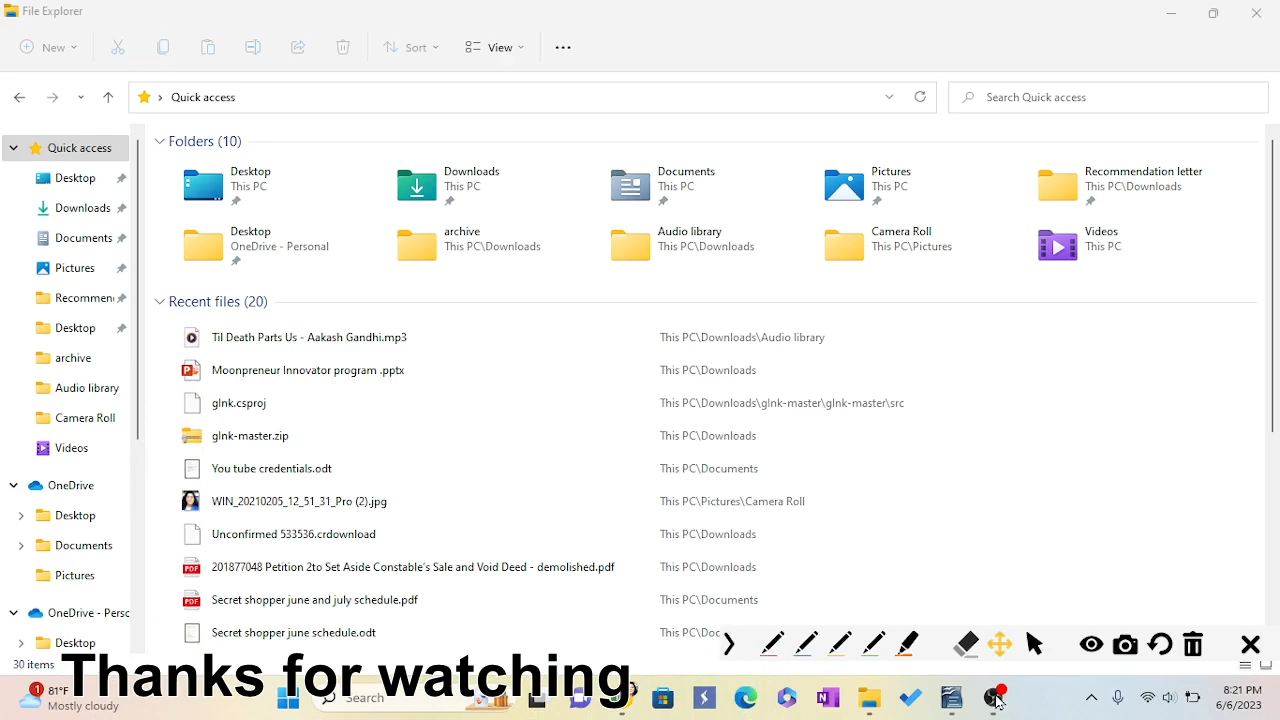 File Explorer
New
Sort
View
Quick access
Search Quick access
Quick access
Desktop
Downloads
Documents
Pictures
Recommen
Desktop
archive
Audio library
Camera Roll
Videos
OneDrive
Desktop
Documents
Pictures
OneDrive - Perso
Desktop
Folders (10)
Desktop
This PC
Downloads
This PC
Documents
This PC
Pictures
This PC
Recommendation letter
This PC\Downloads
Desktop
OneDrive - Personal
archive
This PC\Downloads
Audio library
This PC\Downloads
Camera Roll
This PC\Pictures
Videos
This PC
Recent files (20)
Til Death Parts Us - Aakash Gandhi.mp3 This PC\Downloads\Audio library
Moonpreneur Innovator program .pptx This PC\Downloads
glnk.csproj This PC\Downloads\glnk-master\glnk-master\src
glnk-master.zip This PC\Downloads
You tube credentials.odt This PC\Documents
WIN_20210205_12_51_31_Pro (2).jpg This PC\Pictures\Camera Roll
Unconfirmed 533536.crdownload This PC\Downloads
201877048 Petition 2to Set Aside Constable's Sale and Void Deed - demolished.pdf This PC\Downloads
Secret shopper june and july schedule.pdf This PC\Documents
Secret shopper june schedule.odt This PC\Doc
30 items
Thanks for watching
1
81°F
Mostly cloudy
Search
8:21 PM
6/6/2023